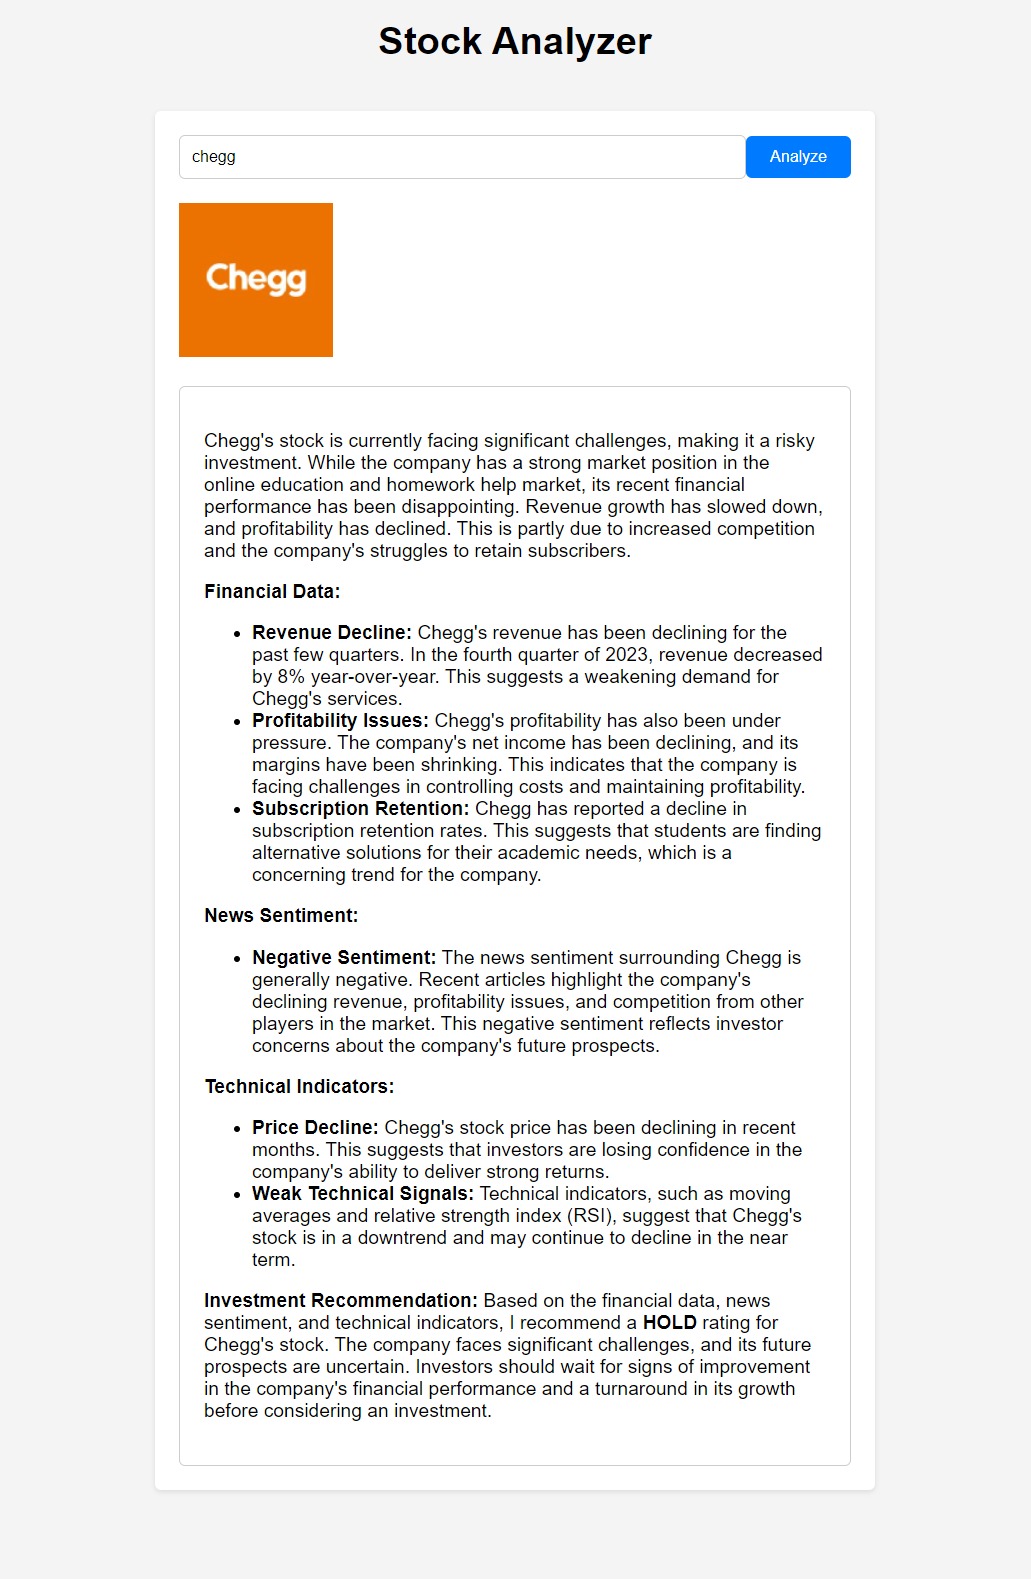 Stock Analyzer
chegg
Analyze
Chegg
Chegg's stock is currently facing significant challenges, making it a risky
investment. While the company has a strong market position in the
online education and homework help market, its recent financial
performance has been disappointing. Revenue growth has slowed down,
and profitability has declined. This is partly due to increased competition
and the company's struggles to retain subscribers.
Financial Data:
• Revenue Decline: Chegg's revenue has been declining for the
past few quarters. In the fourth quarter of 2023, revenue decreased
by 8% year-over-year. This suggests a weakening demand for
Chegg's services.
• Profitability Issues: Chegg's profitability has also been under
pressure. The company's net income has been declining, and its
margins have been shrinking. This indicates that the company is
facing challenges in controlling costs and maintaining profitability.
• Subscription Retention: Chegg has reported a decline in
subscription retention rates. This suggests that students are finding
alternative solutions for their academic needs, which is a
concerning trend for the company.
News Sentiment:
• Negative Sentiment: The news sentiment surrounding Chegg is
generally negative. Recent articles highlight the company's
declining revenue, profitability issues, and competition from other
players in the market. This negative sentiment reflects investor
concerns about the company's future prospects.
Technical Indicators:
• Price Decline: Chegg's stock price has been declining in recent
months. This suggests that investors are losing confidence in the
company's ability to deliver strong returns.
• Weak Technical Signals: Technical indicators, such as moving
averages and relative strength index (RSI), suggest that Chegg's
stock is in a downtrend and may continue to decline in the near
term.
Investment Recommendation: Based on the financial data, news
sentiment, and technical indicators, I recommend a HOLD rating for
Chegg's stock. The company faces significant challenges, and its future
prospects are uncertain. Investors should wait for signs of improvement
in the company's financial performance and a turnaround in its growth
before considering an investment.